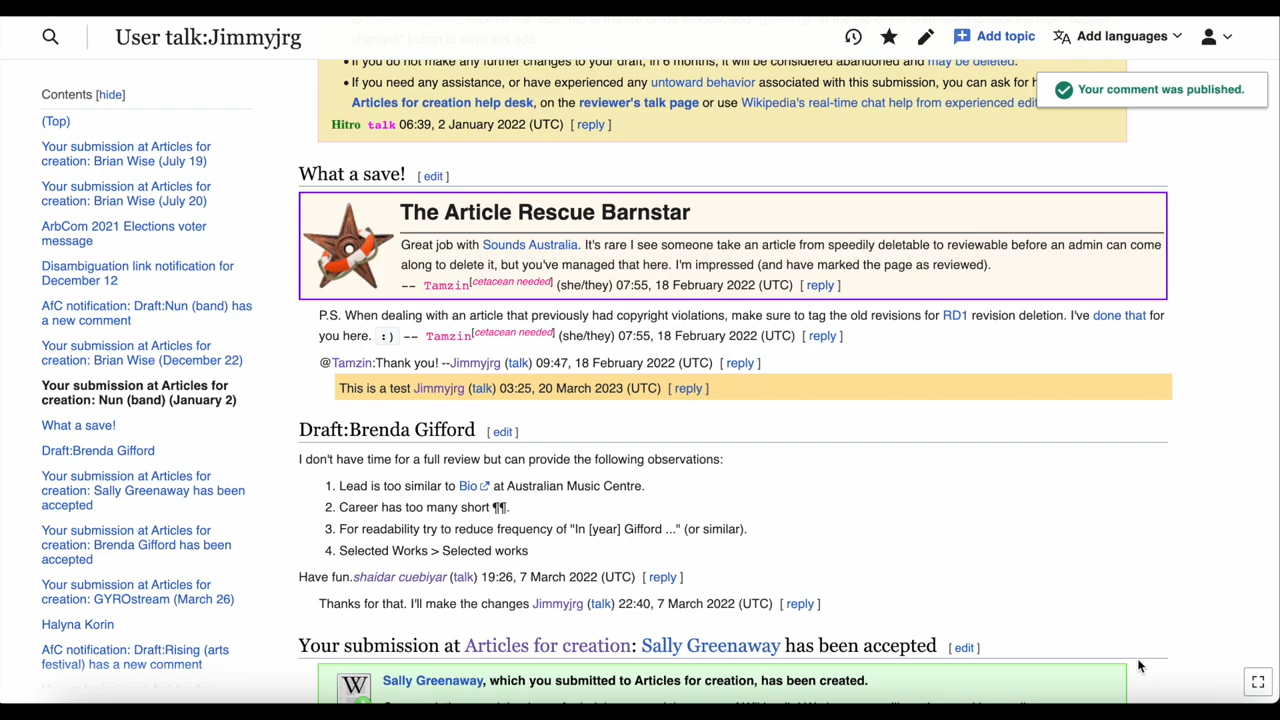 User talk:Jimmyjrg
Add topic
Add languages
Contents [hide]
(Top)
Your submission at Articles for
creation: Brian Wise (July 19)
Your submission at Articles for
creation: Brian Wise (July 20)
ArbCom 2021 Elections voter
message
Disambiguation link notification for
December 12
AfC notification: Draft:Nun (band) has
a new comment
Your submission at Articles for
creation: Brian Wise (December 22)
Your submission at Articles for
creation: Nun (band) (January 2)
What a save!
Draft:Brenda Gifford
Your submission at Articles for
creation: Sally Greenaway has been
accepted
Your submission at Articles for
creation: Brenda Gifford has been
accepted
Your submission at Articles for
creation: GYROstream (March 26)
Halyna Korin
AfC notification: Draft:Rising (arts
festival) has a new comment
changes" button to save this edit.
• If you do not make any further changes to your draft, in 6 months, it will be considered abandoned and may be deleted.
• If you need any assistance, or have experienced any untoward behavior associated with this submission, you can ask for h
Articles for creation help desk, on the reviewer's talk page or use Wikipedia's real-time chat help from experienced edit
Your comment was published.
Hitro talk 06:39, 2 January 2022 (UTC) [ reply ]
What a save! [ edit ]
The Article Rescue Barnstar
Great job with Sounds Australia. It's rare I see someone take an article from speedily deletable to reviewable before an admin can come
along to delete it, but you've managed that here. I'm impressed (and have marked the page as reviewed).
-- Tamzin[cetacean needed] (she/they) 07:55, 18 February 2022 (UTC) [ reply ]
P.S. When dealing with an article that previously had copyright violations, make sure to tag the old revisions for RD1 revision deletion. I've done that for
you here. :) -- Tamzin[cetacean needed] (she/they) 07:55, 18 February 2022 (UTC) [ reply ]
@Tamzin:Thank you! --Jimmyjrg (talk) 09:47, 18 February 2022 (UTC) [ reply ]
This is a test Jimmyjrg (talk) 03:25, 20 March 2023 (UTC) [ reply ]
Draft:Brenda Gifford [ edit ]
I don't have time for a full review but can provide the following observations:
1. Lead is too similar to Bio at Australian Music Centre.
2. Career has too many short ¶¶.
3. For readability try to reduce frequency of "In [year] Gifford ..." (or similar).
4. Selected Works > Selected works
Have fun.shaidar cuebiyar (talk) 19:26, 7 March 2022 (UTC) [ reply ]
Thanks for that. I'll make the changes Jimmyjrg (talk) 22:40, 7 March 2022 (UTC) [ reply ]
Your submission at Articles for creation: Sally Greenaway has been accepted [ edit ]
W
Sally Greenaway, which you submitted to Articles for creation, has been created.